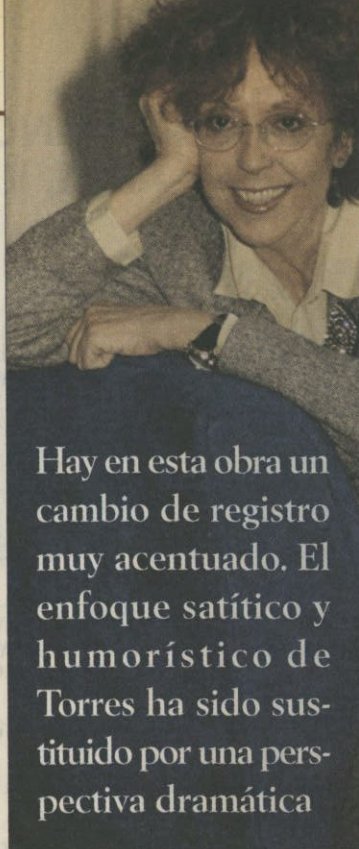 Hay en esta obra un
cambio de registro
muy acentuado. El
enfoque satítico y
humorístico de
Torres ha sido sus-
tituido por una pers-
pectiva dramática